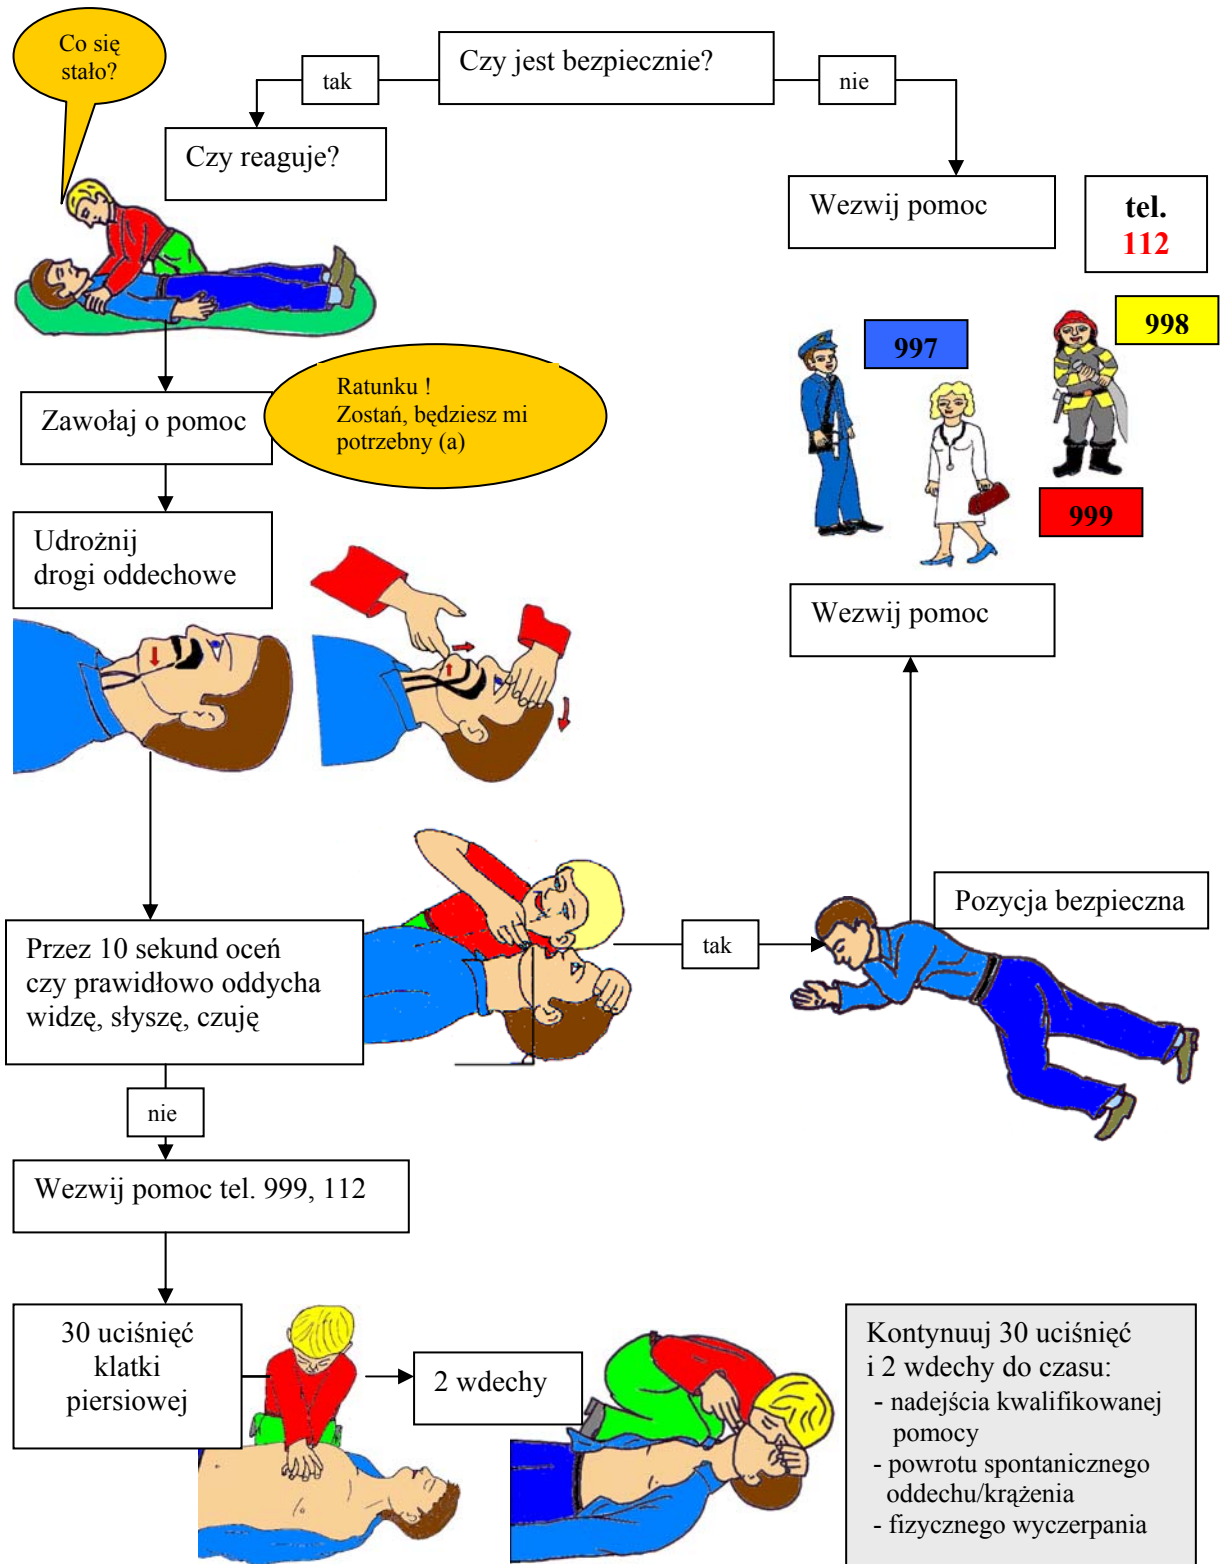 Co się
stało?
Czy jest bezpiecznie?
tak
nie
Czy reaguje?
Wezwij pomoc
tel.
112
998
997
999
Zawołaj o pomoc
Ratunku !
Zostań, będziesz mi
potrzebny (a)
Udrożnij
drogi oddechowe
Wezwij pomoc
Pozycja bezpieczna
Przez 10 sekund oceń
czy prawidłowo oddycha
widzę, słyszę, czuję
tak
nie
Wezwij pomoc tel. 999, 112
30 uciśnięć
klatki
piersiowej
2 wdechy
Kontynuuj 30 uciśnięć
i 2 wdechy do czasu:
- nadejścia kwalifikowanej
pomocy
- powrotu spontanicznego
oddechu/krążenia
- fizycznego wyczerpania